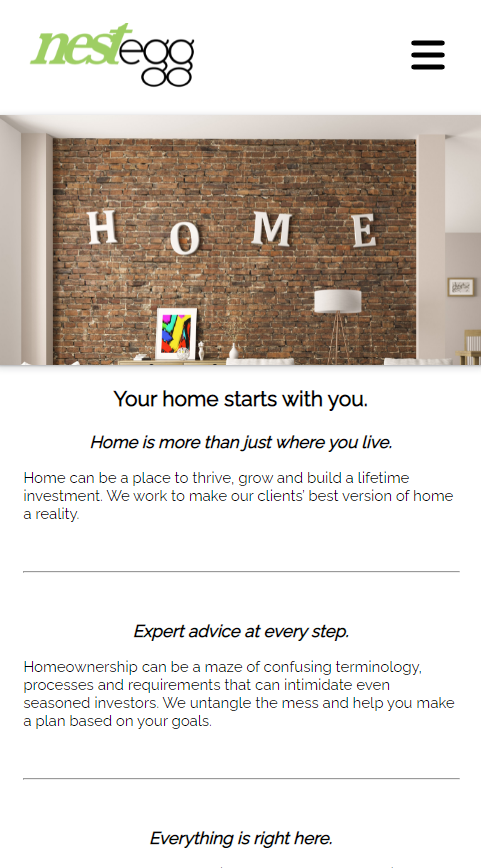 nestegg
H O M E
Your home starts with you.
Home is more than just where you live.
Home can be a place to thrive, grow and build a lifetime
investment. We work to make our clients’ best version of home
a reality.
Expert advice at every step.
Homeownership can be a maze of confusing terminology,
processes and requirements that can intimidate even
seasoned investors. We untangle the mess and help you make
a plan based on your goals.
Everything is right here.